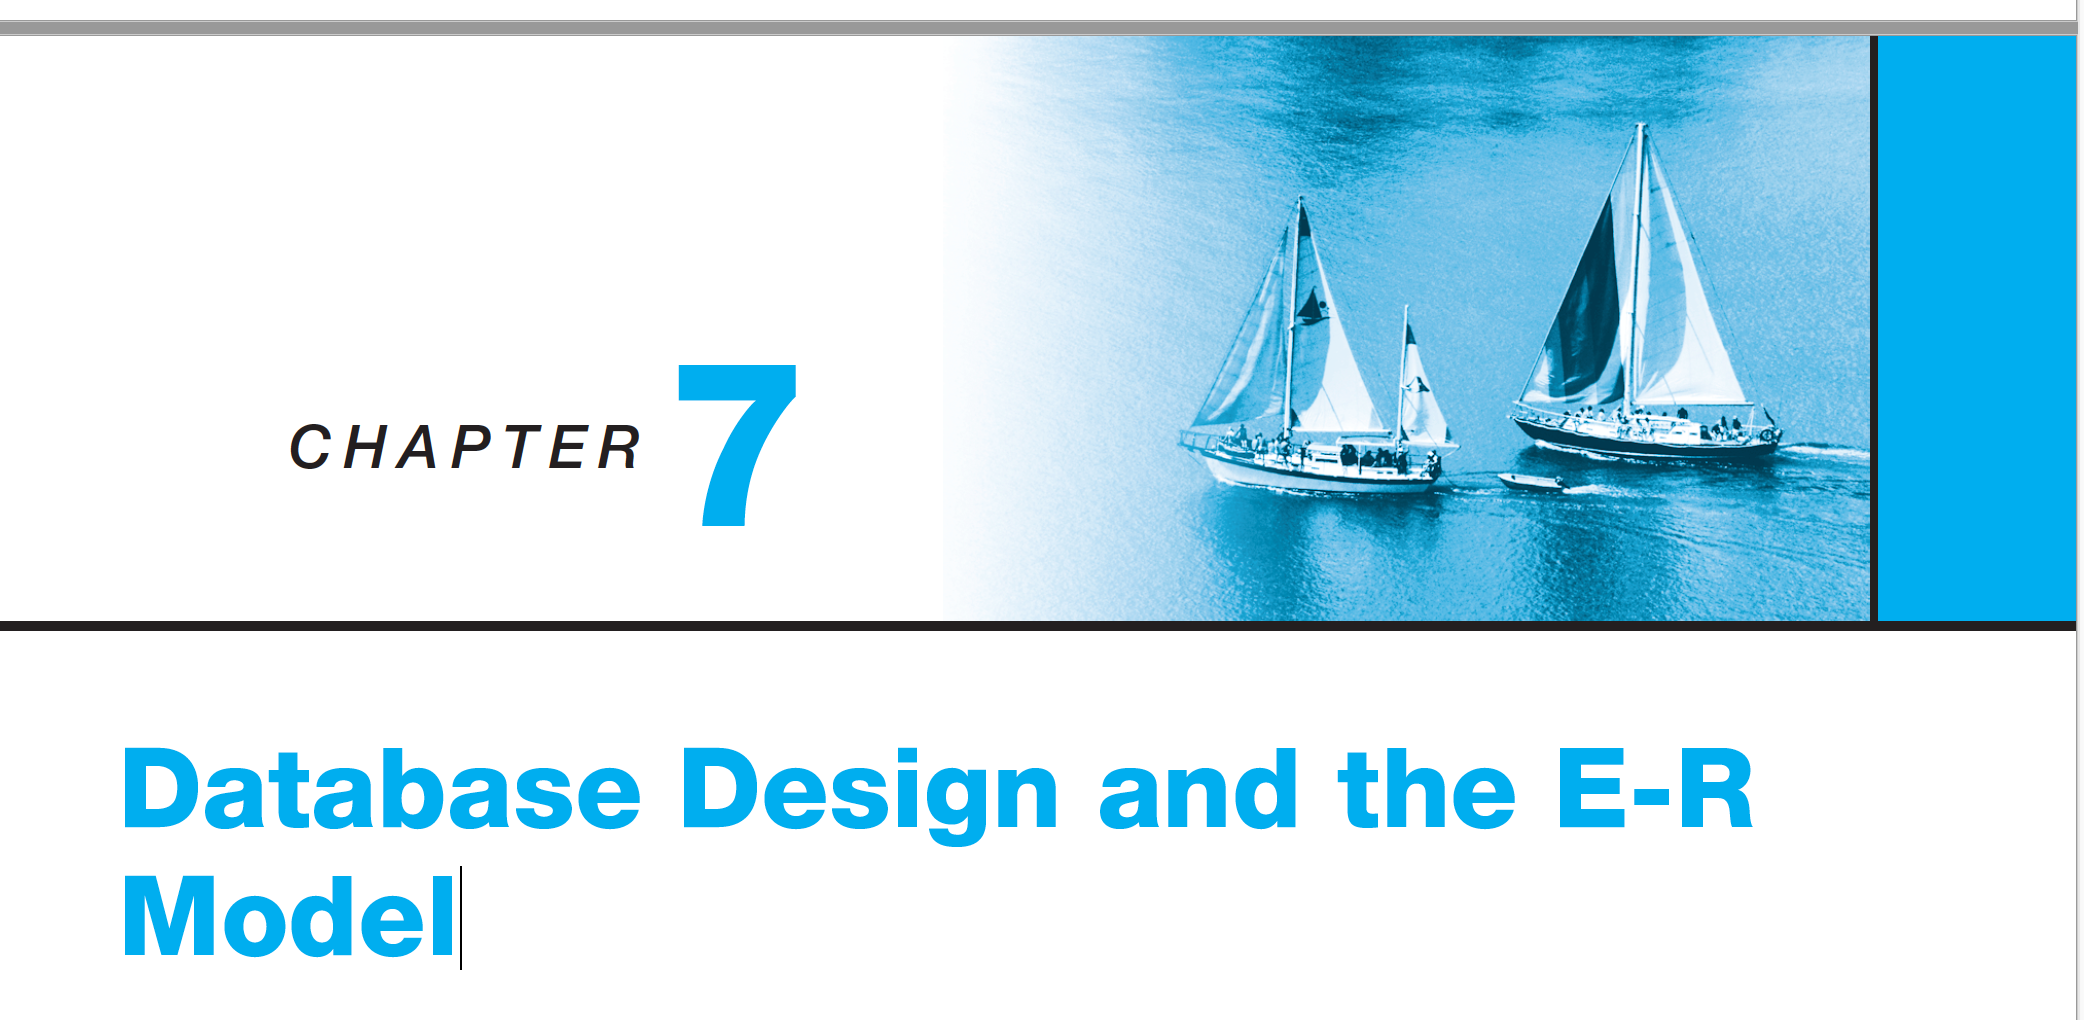 CHAPTER 7
Database Design and the E-R
Model